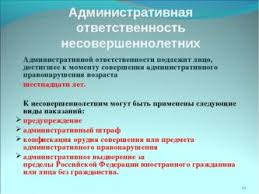 Административная
ответственность
несовершеннолетних
Административной ответственности подлежит лицо,
достигшее к моменту совершения административного
правонарушения возраста
шестнадцати лет.
К несовершеннолетним могут быть применены следующие
виды наказаний:
предупреждение
административный штраф
конфискация орудия совершения или предмета
административного правонарушения
административное выдворение за
пределы Российской Федерации иностранного гражданина
или лица без гражданства.